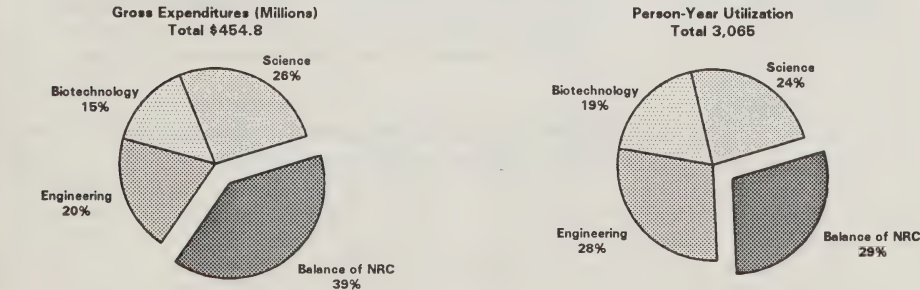 Gross Expenditures (Millions)
Total $454.8
Science
26%
Biotechnology
15%
Engineering
20%
Balance of NRC
39%
Person-Year Utilization
Total 3,065
Science
24%
Biotechnology
19%
Engineering
28%
Balance of NRC
29%